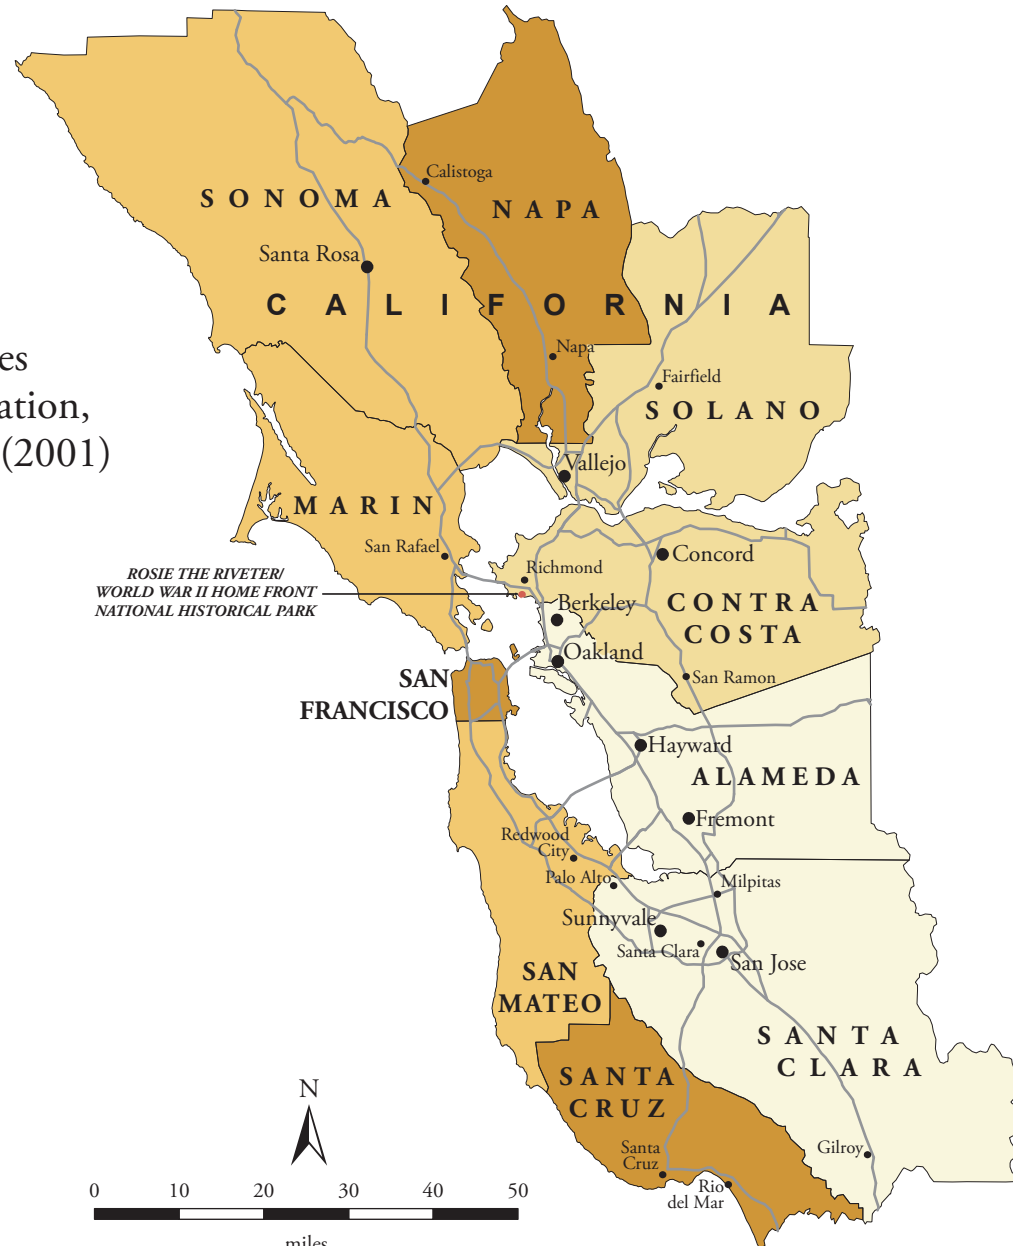 Calistoga
SONOMA
NAPA
Santa Rosa
CALIFORNIA
es
ation,
(2001)
Napa
Fairfield
SOLANO
Vallejo
MARIN
San Rafael
Concord
Richmond
ROSIE THE RIVETER/
WORLD WAR II HOME FRONT
NATIONAL HISTORICAL PARK
Berkeley
CONTRA
COSTA
Oakland
San Ramon
SAN
FRANCISCO
Hayward
ALAMEDA
Fremont
Redwood
City
Palo Alto
Milpitas
Sunnyvale
Santa Clara
San Jose
SAN
MATEO
SANTA
CLARA
SANTA
CRUZ
N
Santa
Cruz
Gilroy
Rio
del Mar
0 10 20 30 40 50
miles